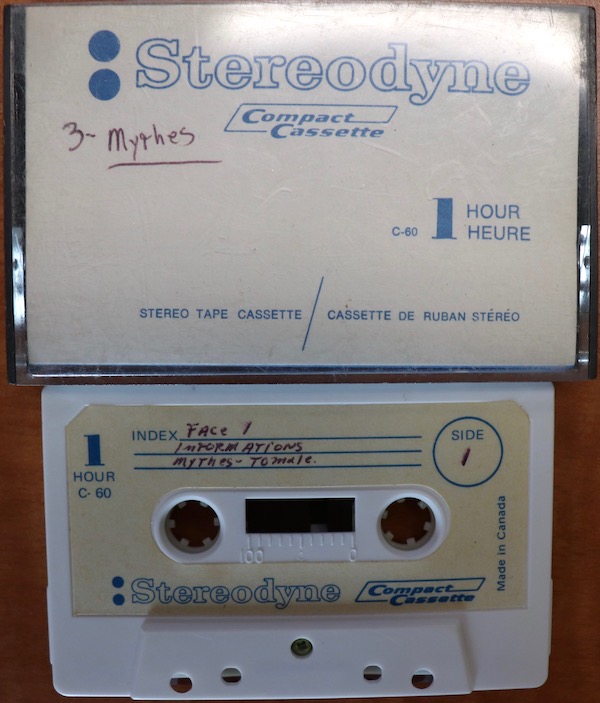 Stereodyne
Compact
Cassette
3- Mythes
C-60 1 HOUR
HEURE
STEREO TAPE CASSETTE / CASSETTE DE RUBAN STÉRÉO
1
HOUR
C-60
INDEX FACE 1
INFORMATIONS
MYTHES- TOMALE.
SIDE
1
100 0
Made in Canada
Stereodyne
Compact
Cassette